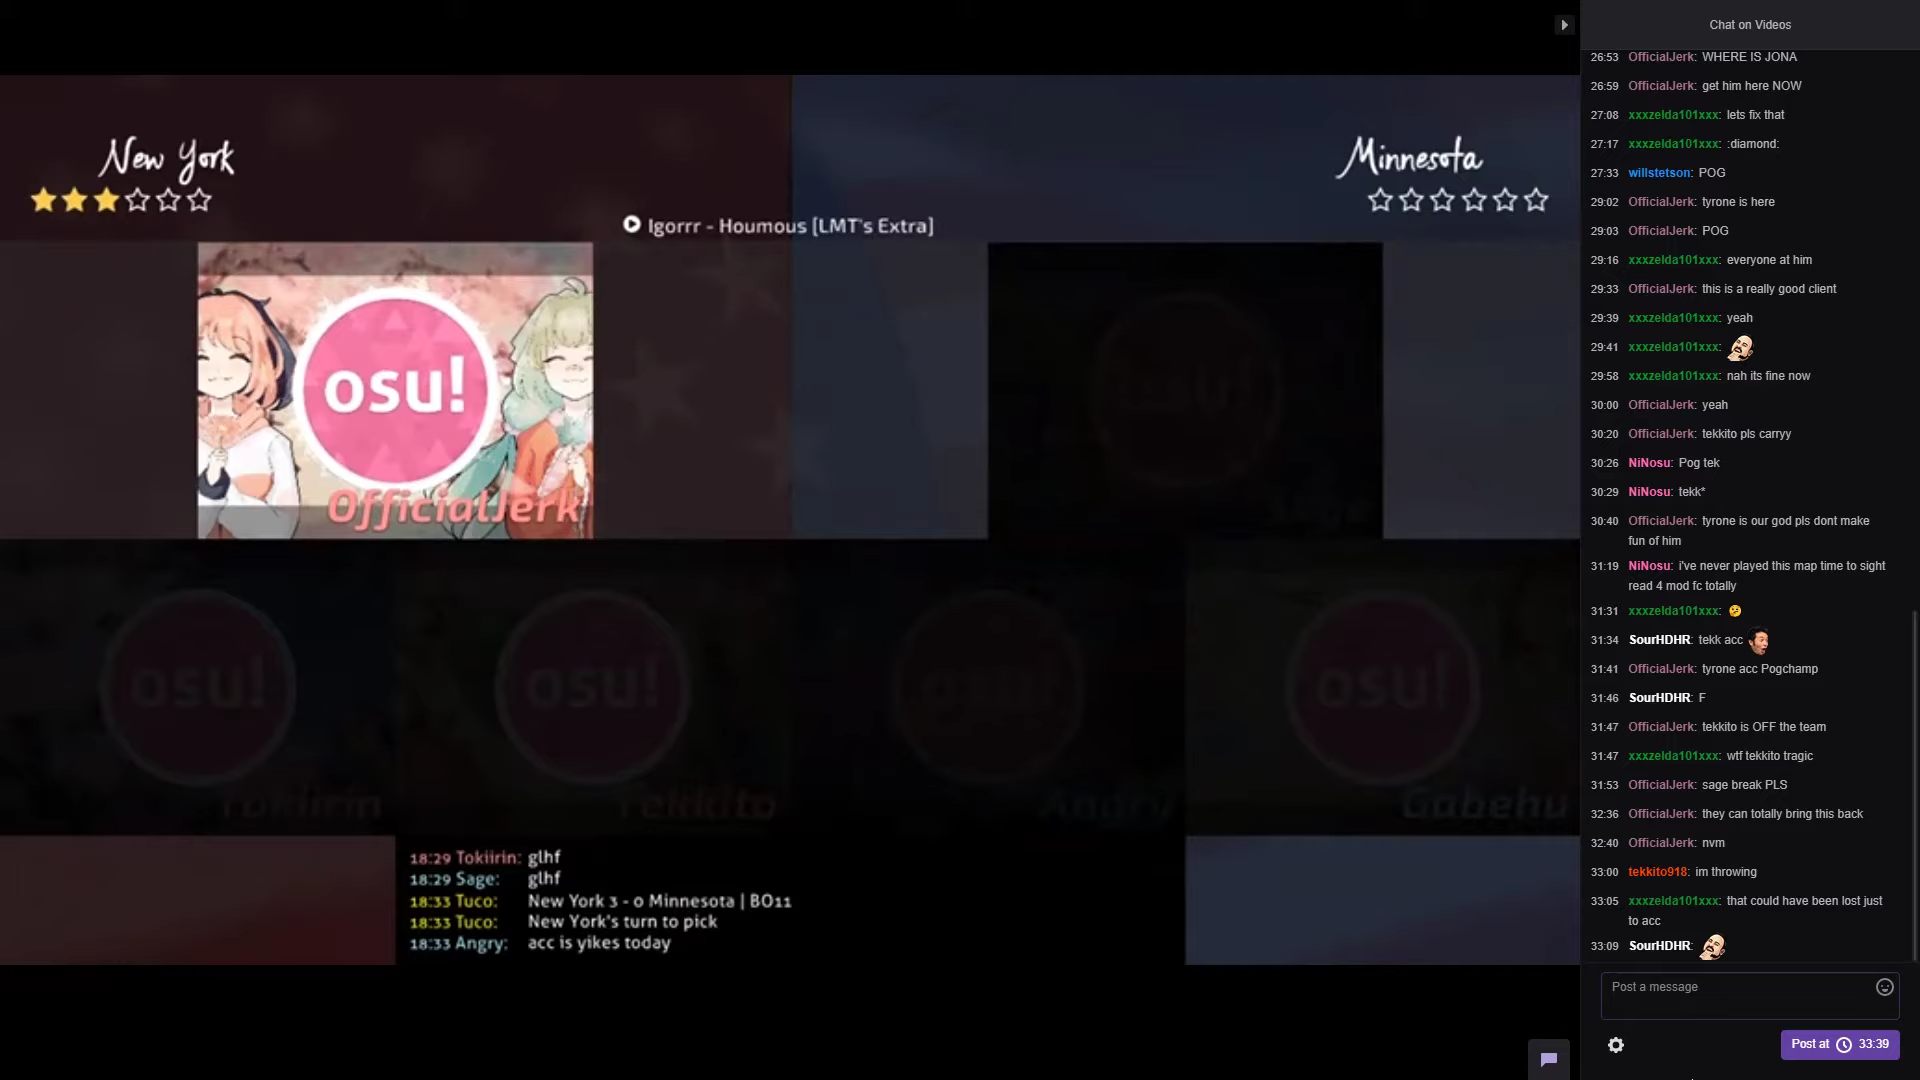 New York
Minnesota
Igorrr - Houmous [LMT's Extra]
osu!
OfficialJerk
osu!
osu!
osu!
Tokiirin
Tekkito
Angry
Gabehu
18:29 Tokiirin: glhf
18:29 Sage: glhf
18:33 Tuco: New York 3 - 0 Minnesota | BO11
18:33 Tuco: New York's turn to pick
18:33 Angry: acc is yikes today
Chat on Videos
26:53 OfficialJerk: WHERE IS JONA
26:59 OfficialJerk: get him here NOW
27:08 xxxzelda101xxx: lets fix that
27:17 xxxzelda101xxx: :diamond:
27:33 willstetson: POG
29:02 OfficialJerk: tyrone is here
29:03 OfficialJerk: POG
29:16 xxxzelda101xxx: everyone at him
29:33 OfficialJerk: this is a really good client
29:39 xxxzelda101xxx: yeah
29:41 xxxzelda101xxx:
29:58 xxxzelda101xxx: nah its fine now
30:00 OfficialJerk: yeah
30:20 OfficialJerk: tekkito pls carryy
30:26 NiNosu: Pog tek
30:29 NiNosu: tekk*
30:40 OfficialJerk: tyrone is our god pls dont make
fun of him
31:19 NiNosu: i've never played this map time to sight
read 4 mod fc totally
31:31 xxxzelda101xxx:
31:34 SourHDHR: tekk acc
31:41 OfficialJerk: tyrone acc Pogchamp
31:46 SourHDHR: F
31:47 OfficialJerk: tekkito is OFF the team
31:47 xxxzelda101xxx: wtf tekkito tragic
31:53 OfficialJerk: sage break PLS
32:36 OfficialJerk: they can totally bring this back
32:40 OfficialJerk: nvm
33:00 tekkito918: im throwing
33:05 xxxzelda101xxx: that could have been lost just
to acc
33:09 SourHDHR:
Post a message
Post at 33:39